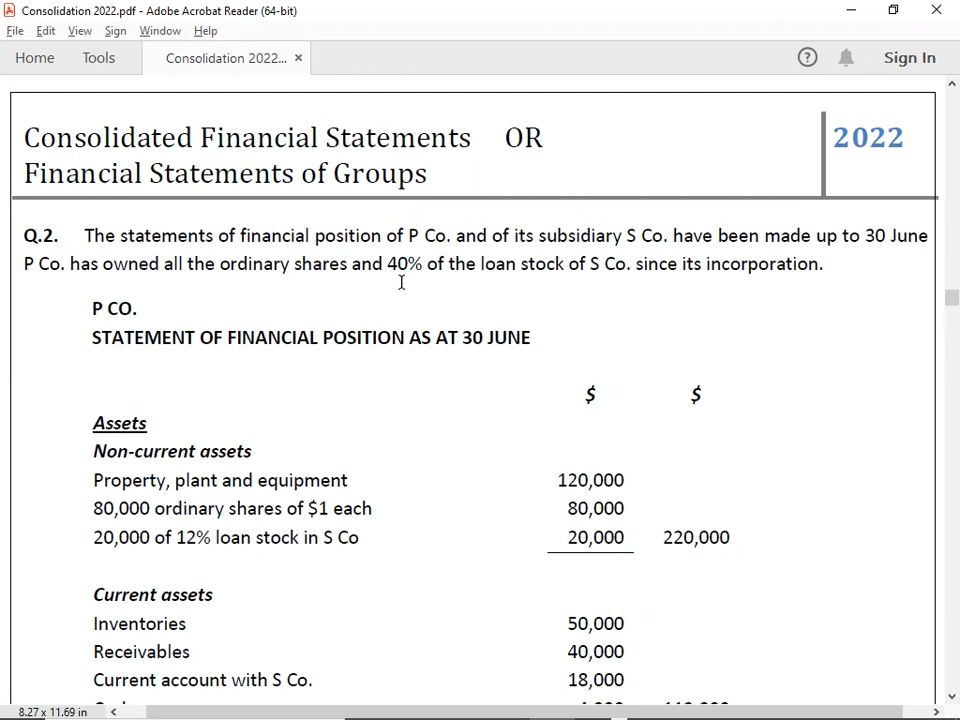 Consolidation 2022.pdf - Adobe Acrobat Reader (64-bit)
File Edit View Sign Window Help
Home Tools Consolidation 2022... × ? Sign In
Consolidated Financial Statements OR
Financial Statements of Groups
2022
Q.2. The statements of financial position of P Co. and of its subsidiary S Co. have been made up to 30 June
P Co. has owned all the ordinary shares and 40% of the loan stock of S Co. since its incorporation.
P CO.
STATEMENT OF FINANCIAL POSITION AS AT 30 JUNE
$ $
Assets
Non-current assets
Property, plant and equipment 120,000
80,000 ordinary shares of $1 each 80,000
20,000 of 12% loan stock in S Co 20,000 220,000
Current assets
Inventories 50,000
Receivables 40,000
Current account with S Co. 18,000
8.27 x 11.69 in